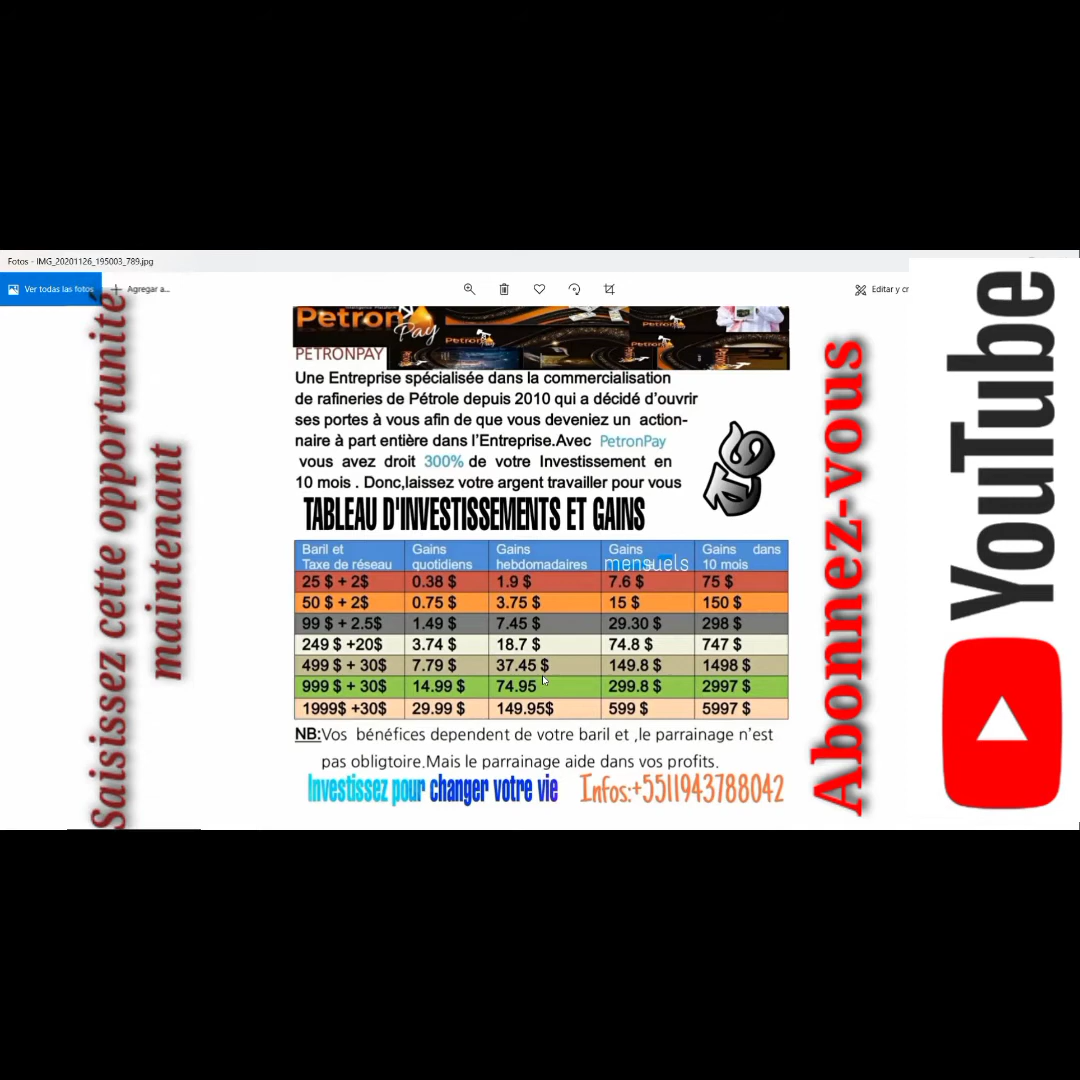 Fotos - IMG_20201126_195003_789.jpg
Ver todas las fotos
Agregar a...
Editar y cr
Saisissez cette opportunité
maintenant
Petron
Pay
PETRONPAY
Une Entreprise spécialisée dans la commercialisation
de rafineries de Pétrole depuis 2010 qui a décidé d'ouvrir
ses portes à vous afin de que vous deveniez un action-
naire à part entière dans l'Entreprise.Avec PetronPay
vous avez droit 300% de votre Investissement en
10 mois . Donc,laissez votre argent travailler pour vous
TABLEAU D'INVESTISSEMENTS ET GAINS
Baril et Taxe de réseau | Gains quotidiens | Gains hebdomadaires | Gains mensuels | Gains dans 10 mois
25 $ + 2$ 0.38 $ 1.9 $ 7.6 $ 75 $
50 $ + 2$ 0.75 $ 3.75 $ 15 $ 150 $
99 $ + 2.5$ 1.49 $ 7.45 $ 29.30 $ 298 $
249 $ +20$ 3.74 $ 18.7 $ 74.8 $ 747 $
499 $ + 30$ 7.79 $ 37.45 $ 149.8 $ 1498 $
999 $ + 30$ 14.99 $ 74.95 299.8 $ 2997 $
1999$ +30$ 29.99 $ 149.95$ 599 $ 5997 $
NB:Vos bénéfices dependent de votre baril et ,le parrainage n'est
pas obligtoire.Mais le parrainage aide dans vos profits.
Investissez pour changer votre vie Infos:+5511943788042
Abonnez-vous
YouTube